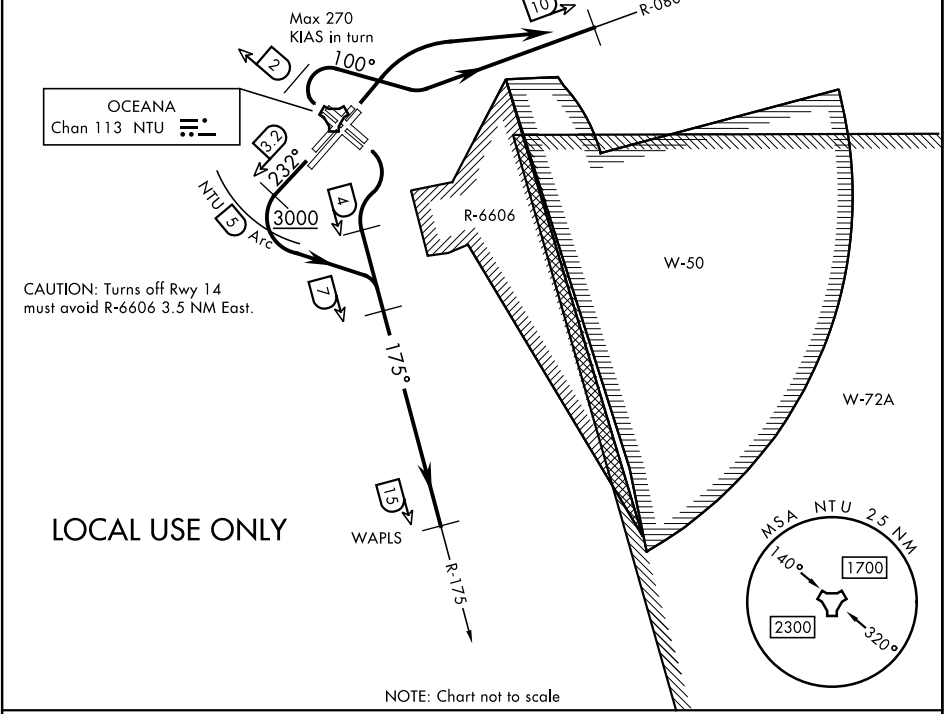 10
R-080
Max 270
KIAS in turn
2
100°
OCEANA
Chan 113 NTU
3.2
232°
NTU 5 Arc
3000
4
R-6606
W-50
CAUTION: Turns off Rwy 14
must avoid R-6606 3.5 NM East.
7
175°
W-72A
15
WAPLS
LOCAL USE ONLY
R-175
MSA NTU 25 NM
140°
1700
2300
320°
NOTE: Chart not to scale